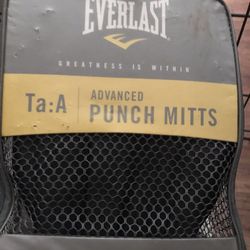 EVERLAST
GREATNESS IS WITHIN
Ta:A
ADVANCED
PUNCH MITTS